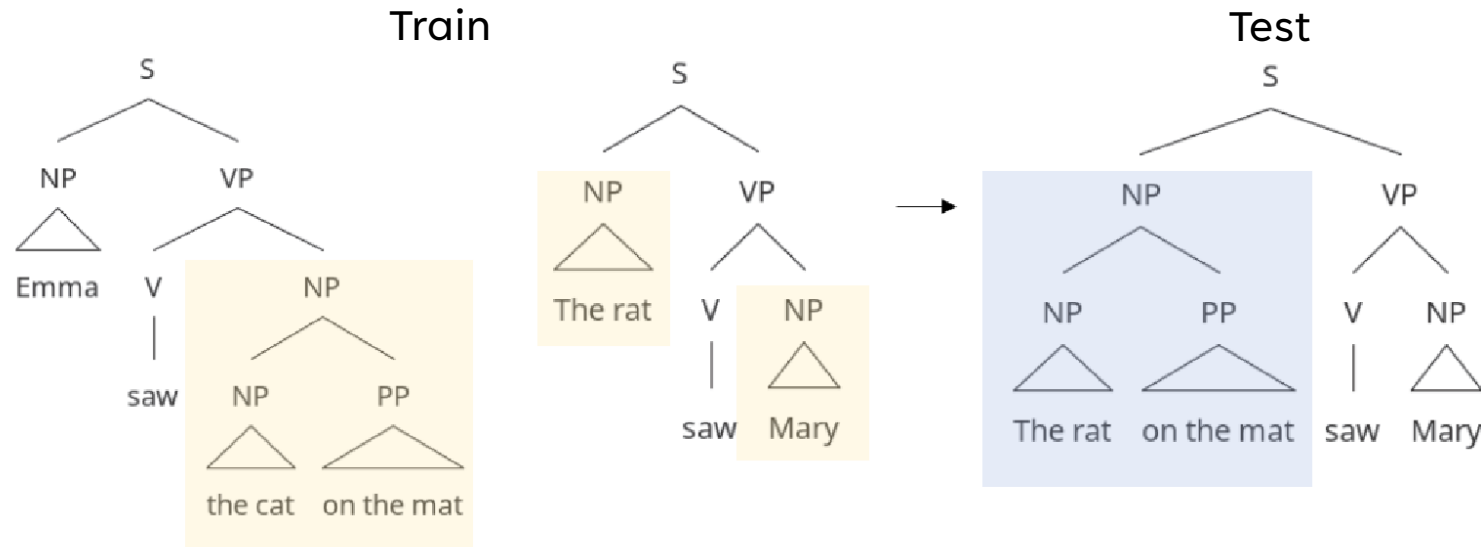 Train
Test
S
NP VP
Emma V NP
saw NP PP
the cat on the mat
S
NP VP
The rat V NP
saw Mary
S
NP VP
NP PP V NP
The rat on the mat saw Mary